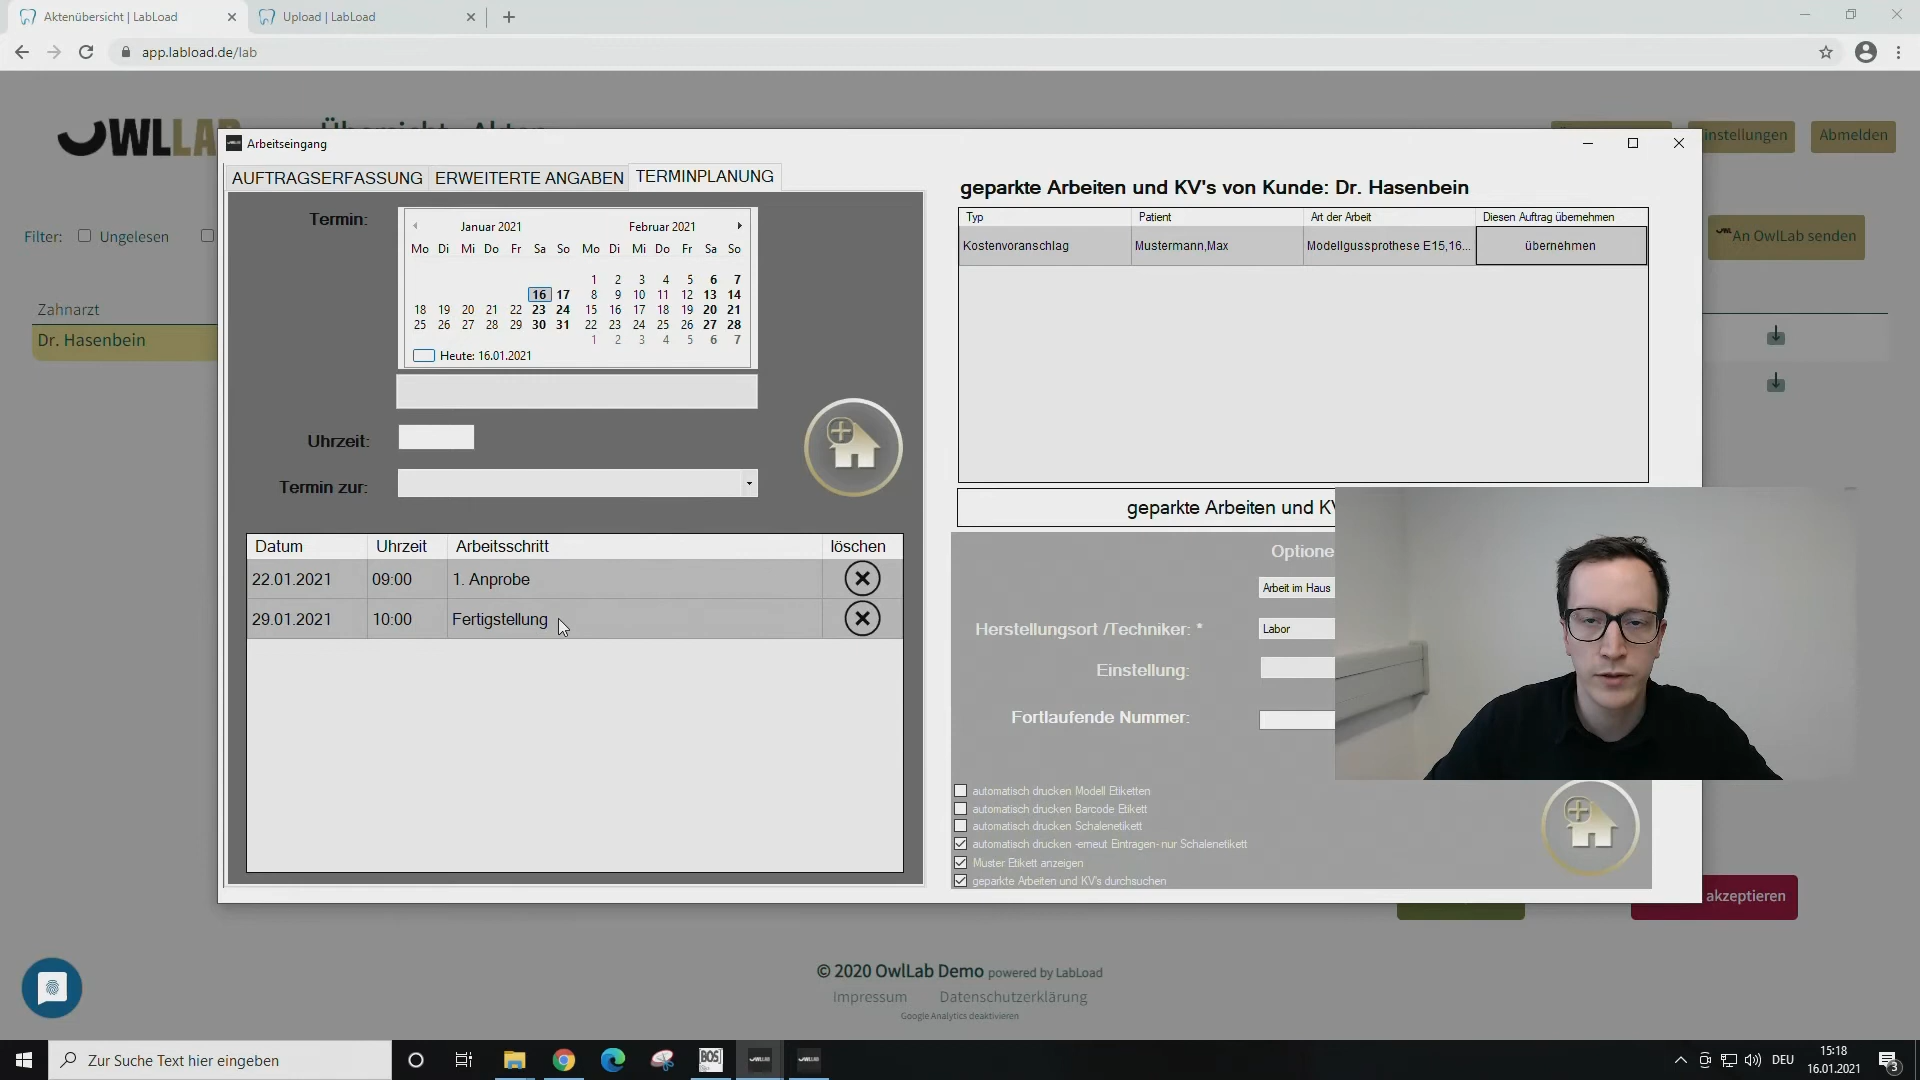 Aktenübersicht | LabLoad
Upload | LabLoad
app.labload.de/lab
Einstellungen
Abmelden
Filter:
Ungelesen
An OwlLab senden
Zahnarzt
Dr. Hasenbein
Arbeitseingang
AUFTRAGSERFASSUNG
ERWEITERTE ANGABEN
TERMINPLANUNG
Termin:
Januar 2021
Februar 2021
Mo Di Mi Do Fr Sa So Mo Di Mi Do Fr Sa So
1 2 3 4 5 6 7
16 17 8 9 10 11 12 13 14
18 19 20 21 22 23 24 15 16 17 18 19 20 21
25 26 27 28 29 30 31 22 23 24 25 26 27 28
1 2 3 4 5 6 7
Heute: 16.01.2021
Uhrzeit:
Termin zur:
Datum Uhrzeit Arbeitsschritt löschen
22.01.2021 09:00 1. Anprobe
29.01.2021 10:00 Fertigstellung
geparkte Arbeiten und KV's von Kunde: Dr. Hasenbein
Typ Patient Art der Arbeit Diesen Auftrag übernehmen
Kostenvoranschlag Mustermann,Max Modellgussprothese E15,16... übernehmen
geparkte Arbeiten und KV
Optione
Arbeit im Haus
Herstellungsort /Techniker: * Labor
Einstellung:
Fortlaufende Nummer:
automatisch drucken Modell Etiketten
automatisch drucken Barcode Etikett
automatisch drucken Schalenetikett
automatisch drucken -erneut Eintragen- nur Schalenetikett
Muster Etikett anzeigen
geparkte Arbeiten und KV's durchsuchen
akzeptieren
© 2020 OwlLab Demo powered by LabLoad
Impressum Datenschutzerklärung
Google Analytics deaktivieren
Zur Suche Text hier eingeben
BOS
DEU
15:18
16.01.2021
3